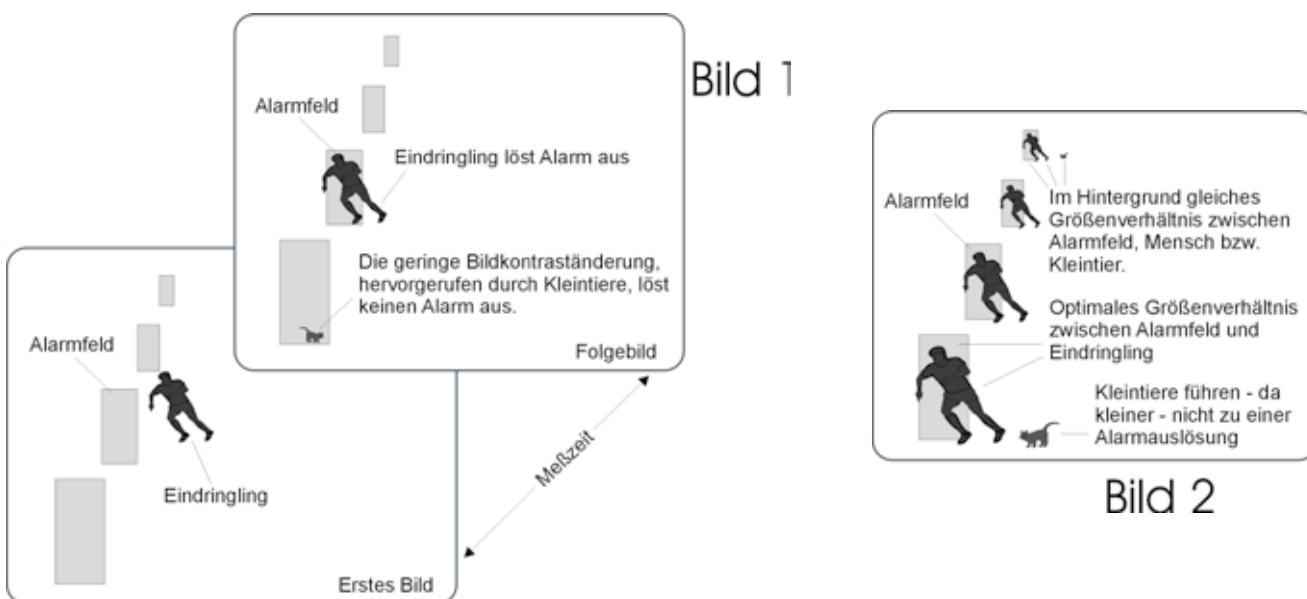 Bild 1
Alarmfeld
Eindringling löst Alarm aus
Die geringe Bildkontraständerung,
hervorgerufen durch Kleintiere, löst
keinen Alarm aus.
Folgebild
Alarmfeld
Eindringling
Meßzeit
Erstes Bild
Alarmfeld
Im Hintergrund gleiches
Größenverhältnis zwischen
Alarmfeld, Mensch bzw.
Kleintier.
Optimales Größenverhältnis
zwischen Alarmfeld und
Eindringling
Kleintiere führen - da
kleiner - nicht zu einer
Alarmauslösung
Bild 2